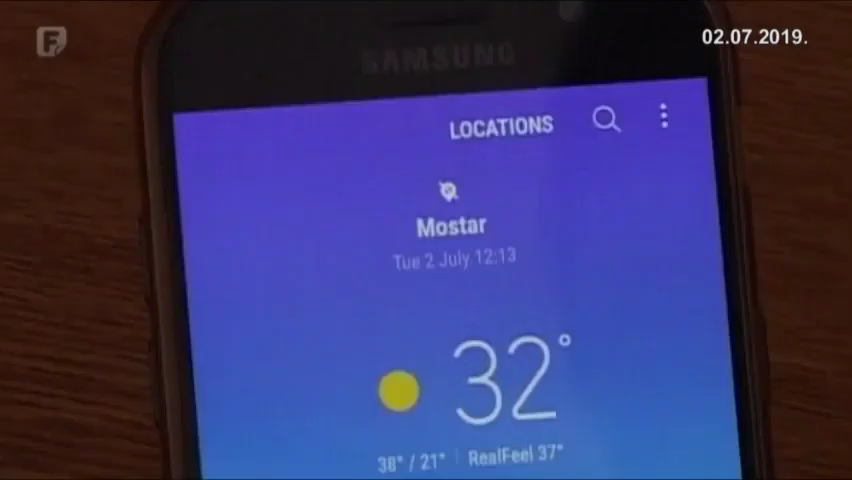 F
02.07.2019.
SAMSUNG
LOCATIONS
Mostar
Tue 2 July 12:13
32°
38° / 21° | RealFeel 37°